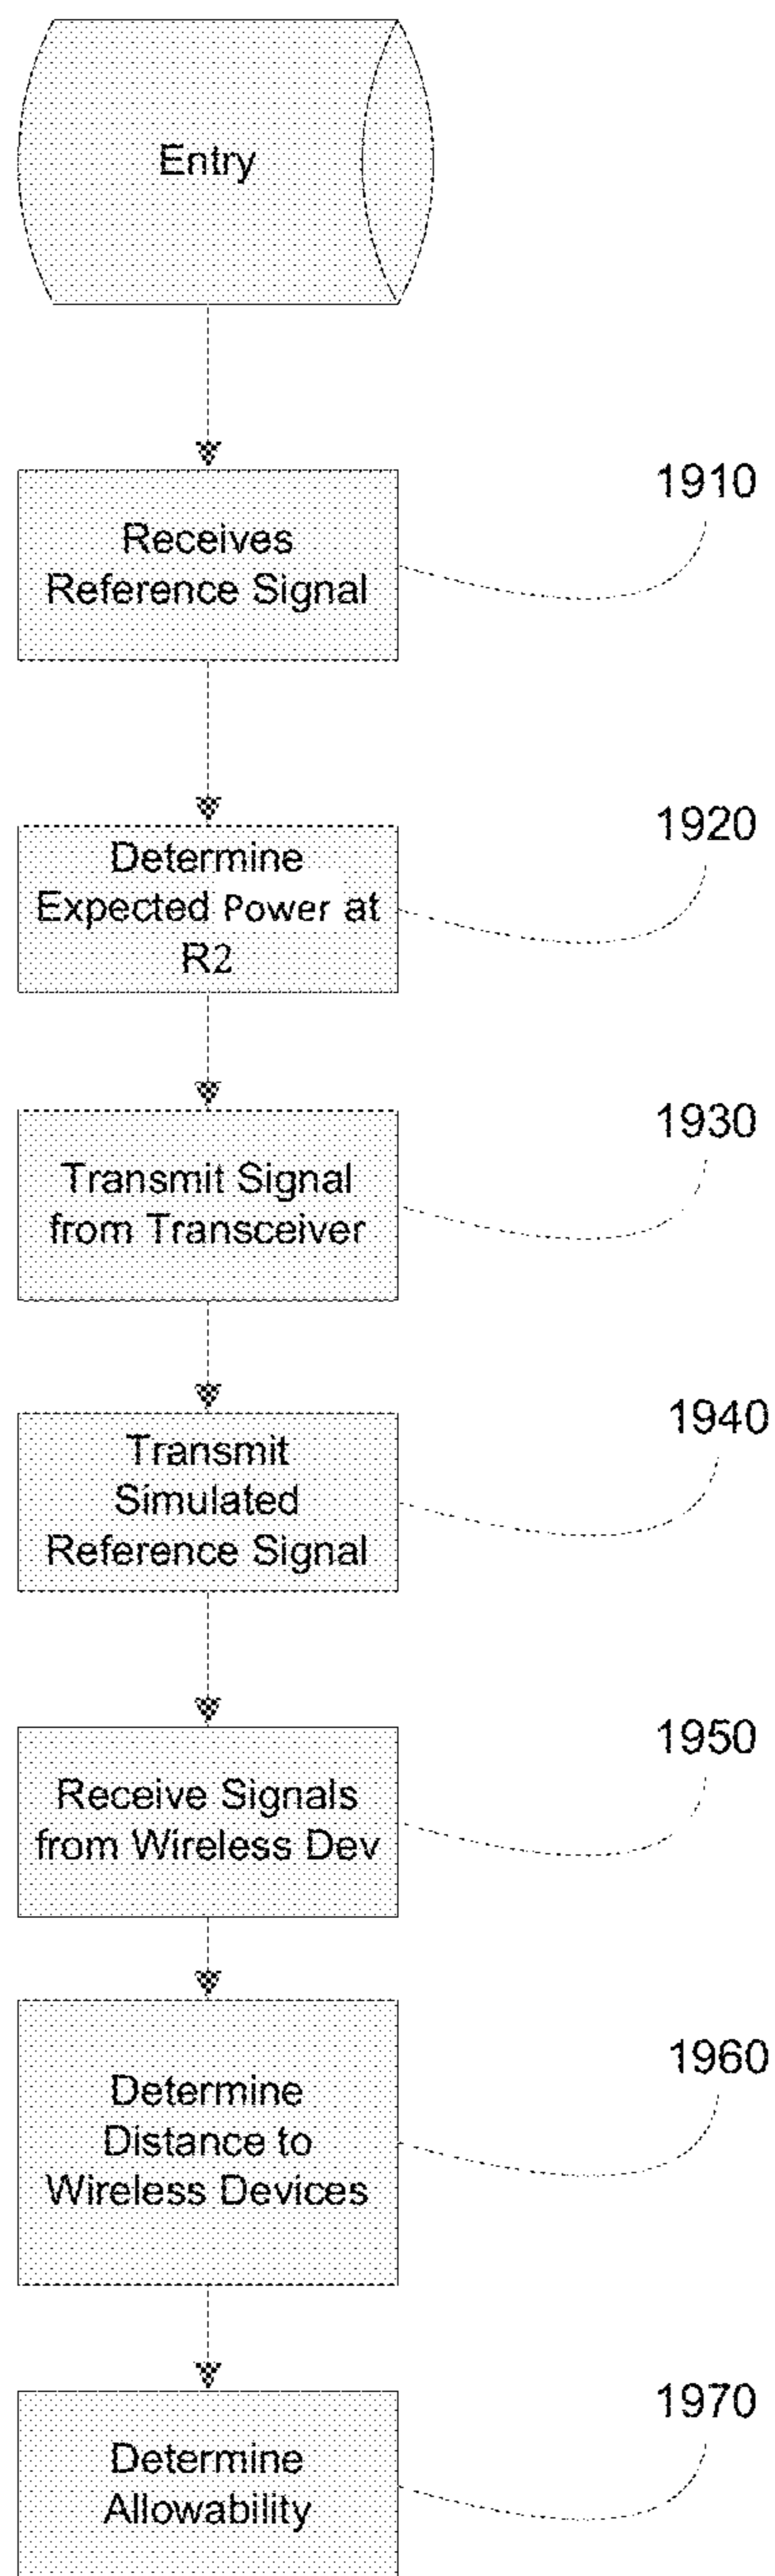 Entry
1910
Receives
Reference Signal
1920
Determine
Expected Power at
R2
1930
Transmit Signal
from Transceiver
1940
Transmit
Simulated
Reference Signal
1950
Receive Signals
from Wireless Dev
1960
Determine
Distance to
Wireless Devices
1970
Determine
Allowability